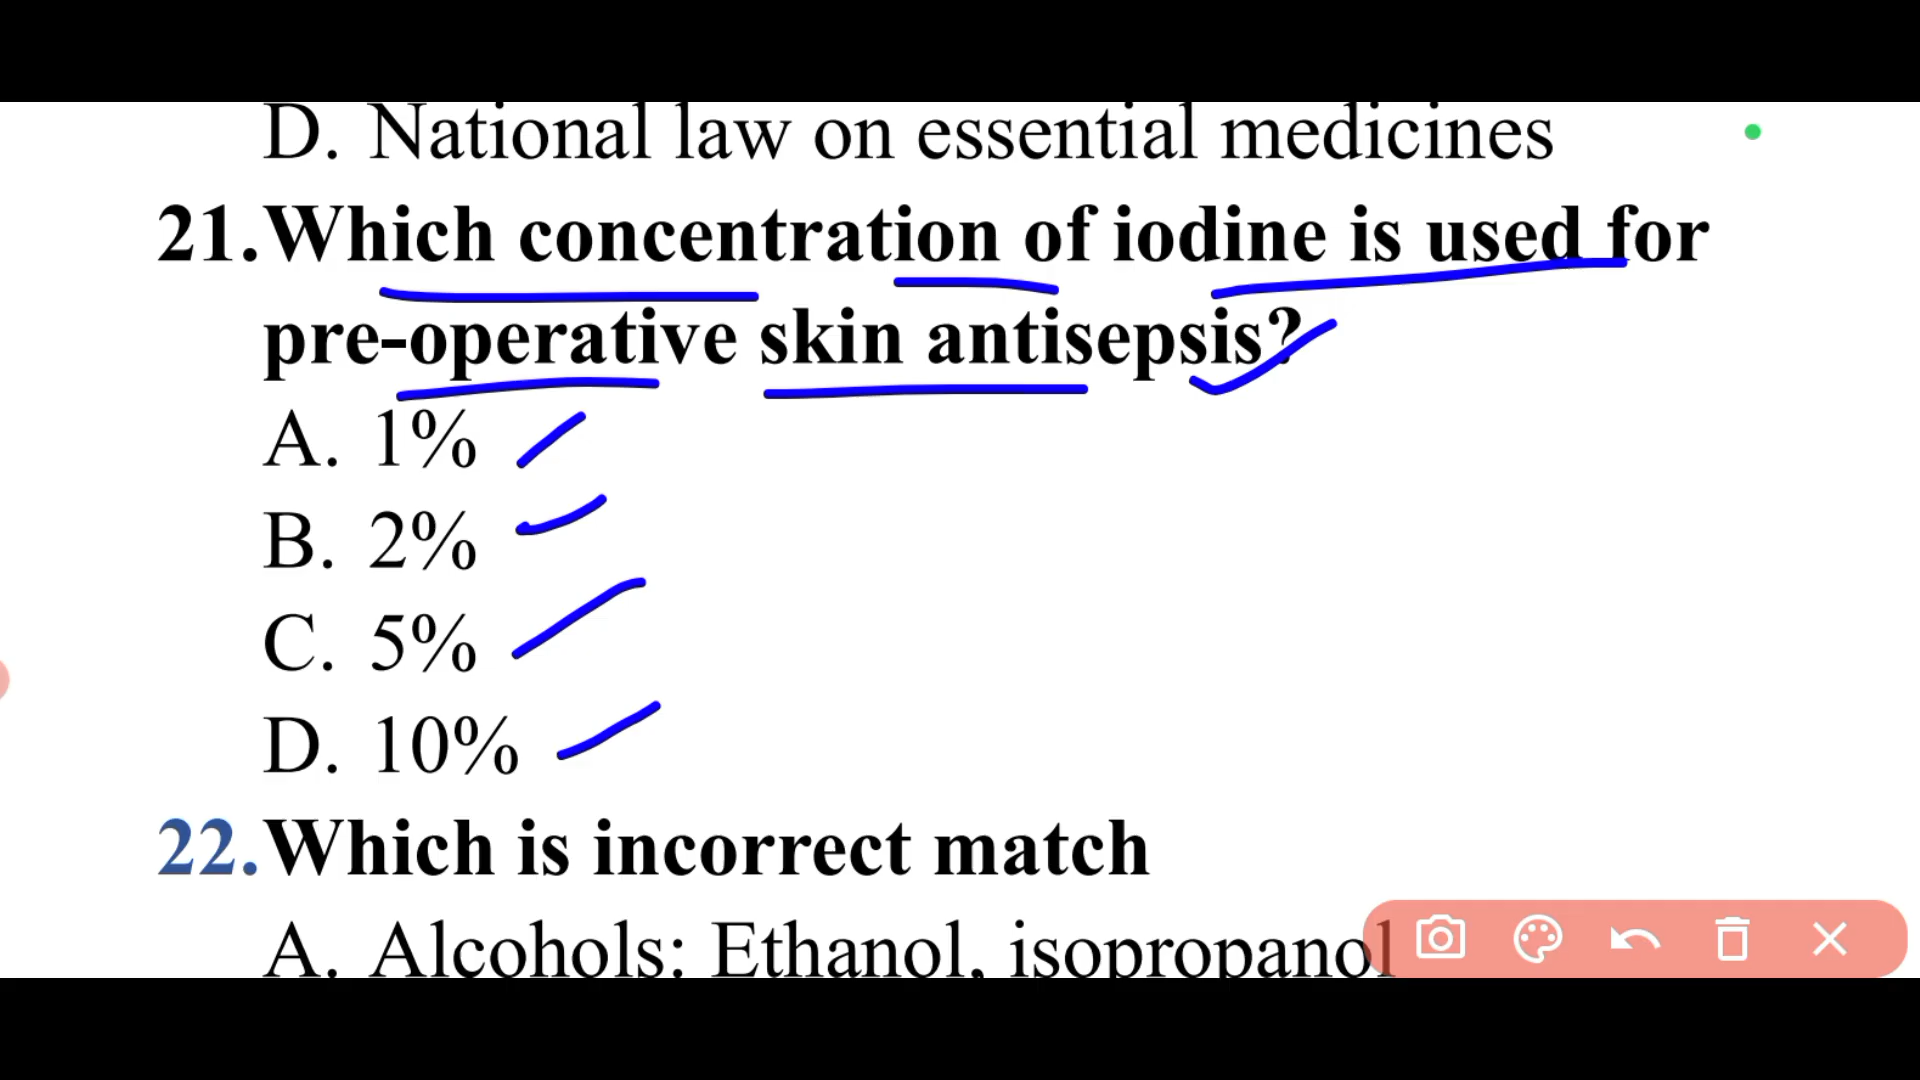 D. National law on essential medicines
21. Which concentration of iodine is used for
pre-operative skin antisepsis?
A. 1%
B. 2%
C. 5%
D. 10%
22. Which is incorrect match
A. Alcohols: Ethanol, isopropanol